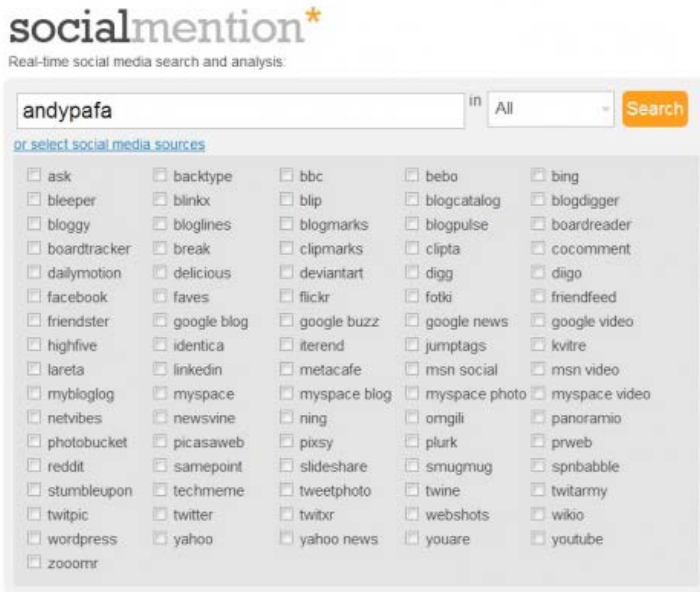 socialmention*
Real-time social media search and analysis:
andypafa in All Search
or select social media sources
ask backtype bbc bebo bing
bleeper blinkx blip blogcatalog blogdigger
bloggy bloglines blogmarks blogpulse boardreader
boardtracker break clipmarks clipta cocomment
dailymotion delicious deviantart digg diigo
facebook faves flickr fotki friendfeed
friendster google blog google buzz google news google video
highfive identica iterend jumptags kvitre
lareta linkedin metacafe msn social msn video
mybloglog myspace myspace blog myspace photo myspace video
netvibes newsvine ning omgili panoramio
photobucket picasaweb pixsy plurk prweb
reddit samepoint slideshare smugmug spnbabble
stumbleupon techmeme tweetphoto twine twitarmy
twitpic twitter twitxr webshots wikio
wordpress yahoo yahoo news youare youtube
zooomr